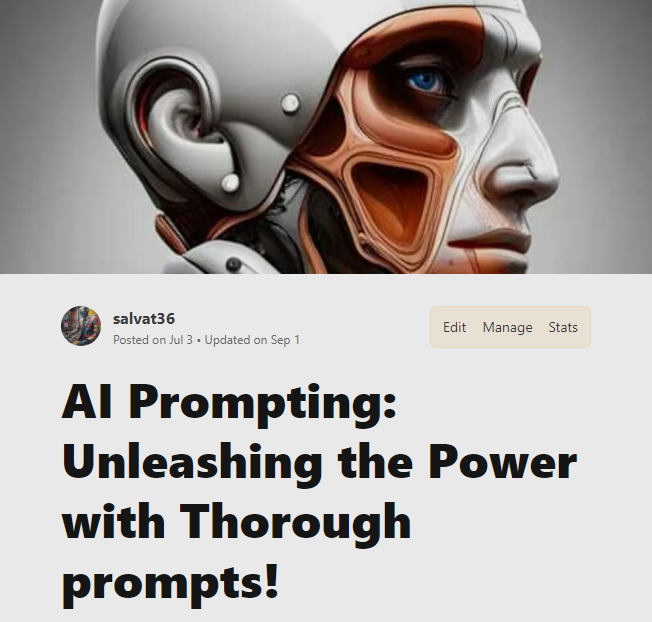 salvat36
Posted on Jul 3 • Updated on Sep 1
Edit Manage Stats
AI Prompting:
Unleashing the Power
with Thorough
prompts!